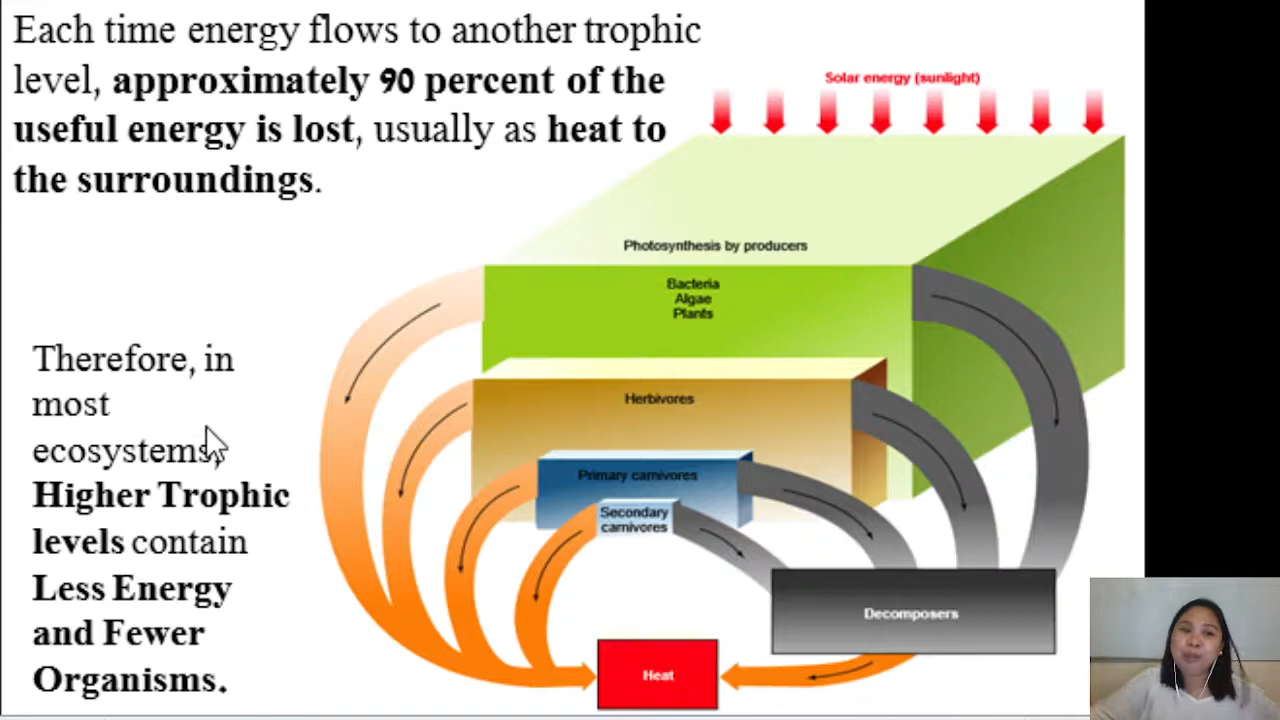 Each time energy flows to another trophic
level, approximately 90 percent of the
useful energy is lost, usually as heat to
the surroundings.
Solar energy (sunlight)
Photosynthesis by producers
Bacteria
Algae
Plants
Therefore, in
most
ecosystems,
Higher Trophic
levels contain
Less Energy
and Fewer
Organisms.
Herbivores
Primary carnivores
Secondary
carnivores
Decomposers
Heat